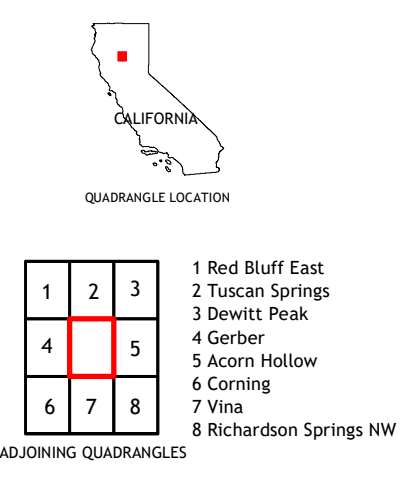 CALIFORNIA
QUADRANGLE LOCATION
1 2 3
4 5
6 7 8
ADJOINING QUADRANGLES
1 Red Bluff East
2 Tuscan Springs
3 Dewitt Peak
4 Gerber
5 Acorn Hollow
6 Corning
7 Vina
8 Richardson Springs NW